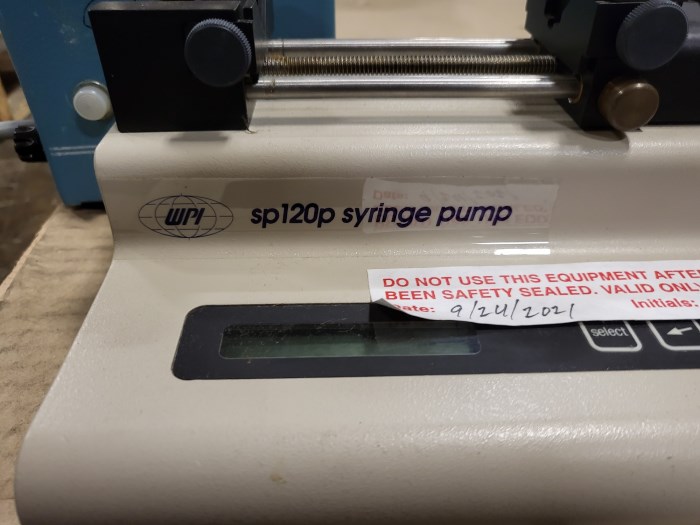 WPI sp120p syringe pump
DO NOT USE THIS EQUIPMENT AFTE
BEEN SAFETY SEALED. VALID ONLY
Date: 9/24/2021 Initials:
select